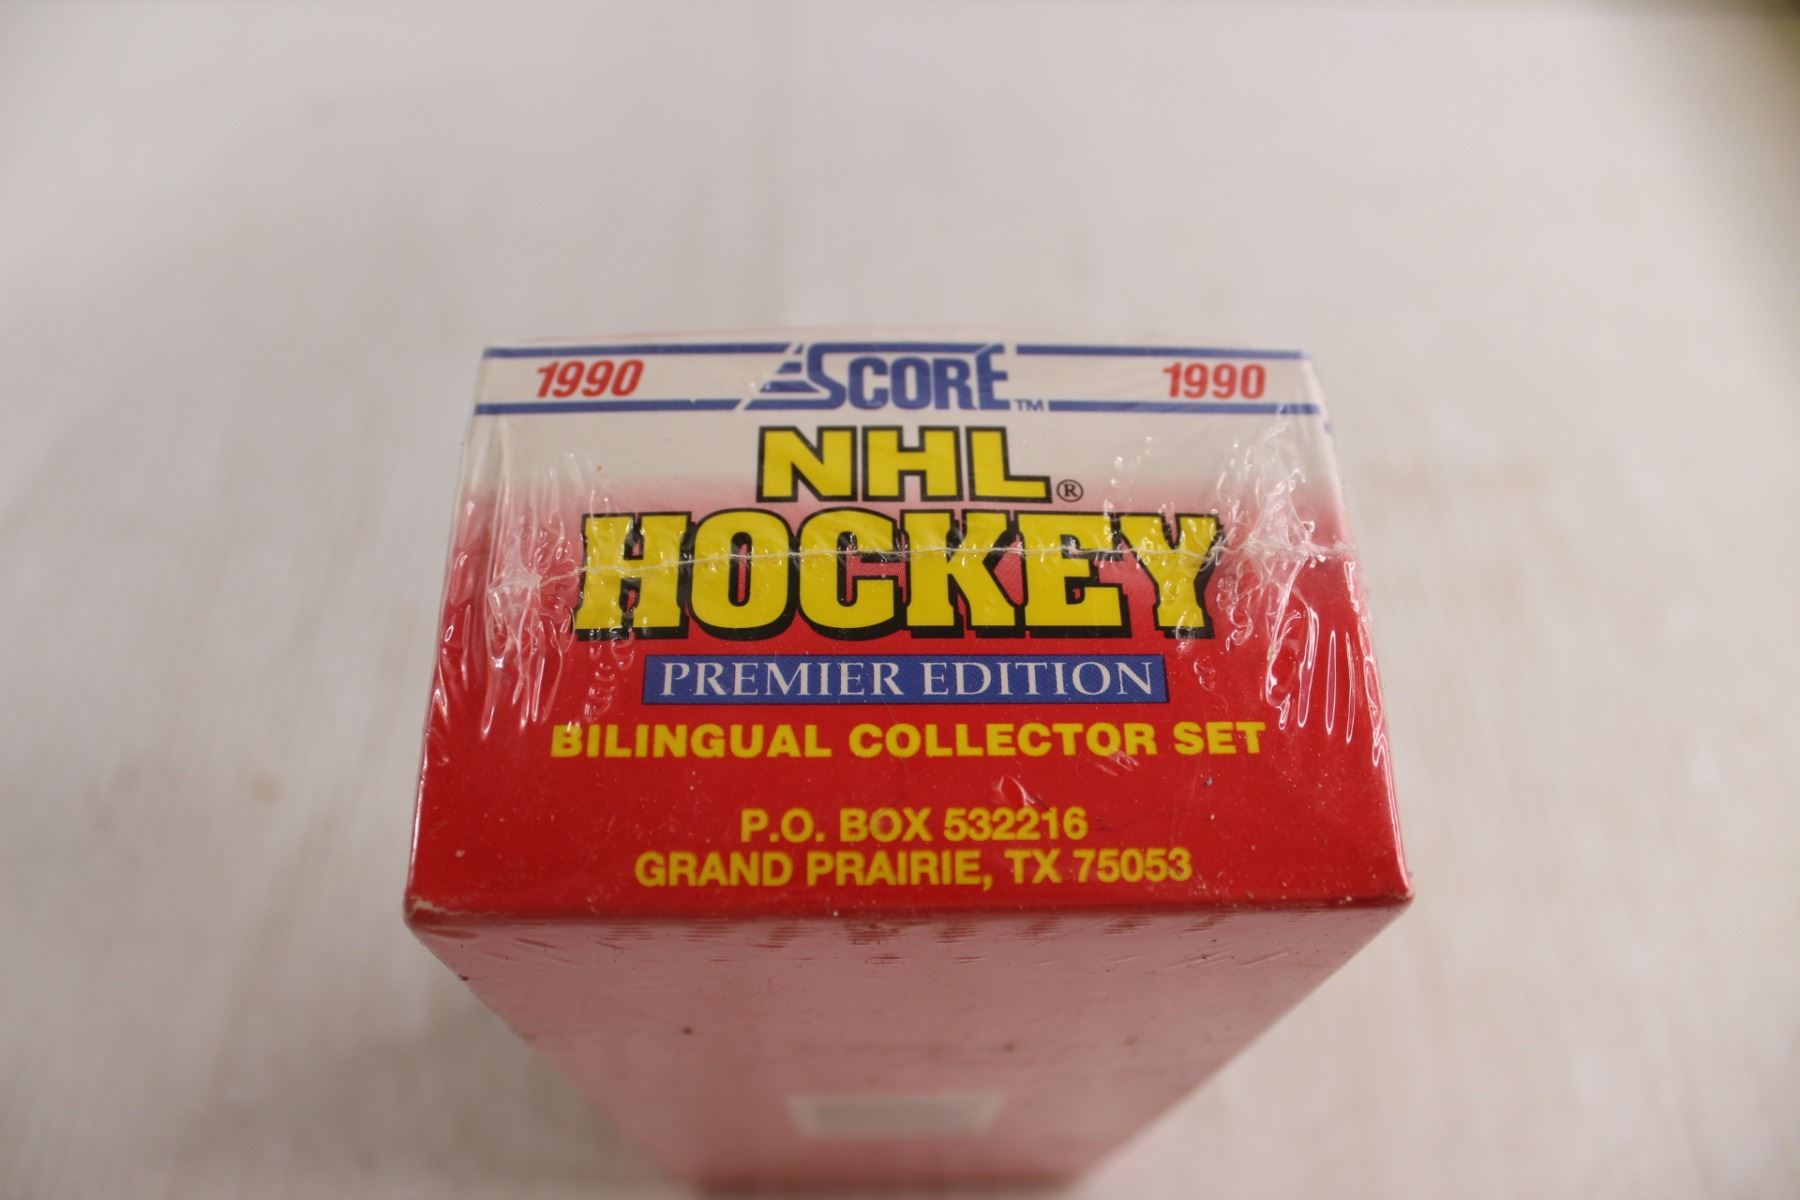 1990 SCORE™ 1990
NHL®
HOCKEY
PREMIER EDITION
BILINGUAL COLLECTOR SET
P.O. BOX 532216
GRAND PRAIRIE, TX 75053